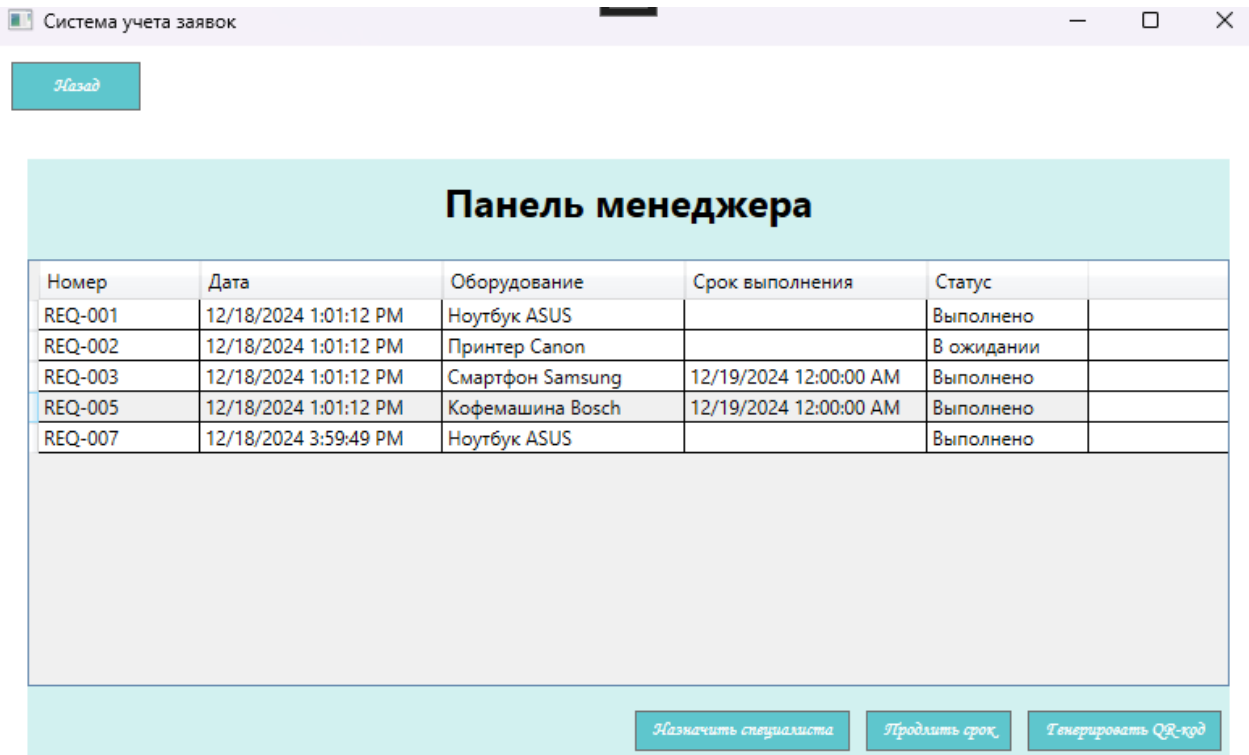 Система учета заявок
Назад
Панель менеджера
Номер Дата Оборудование Срок выполнения Статус
REQ-001 12/18/2024 1:01:12 PM Ноутбук ASUS Выполнено
REQ-002 12/18/2024 1:01:12 PM Принтер Canon В ожидании
REQ-003 12/18/2024 1:01:12 PM Смартфон Samsung 12/19/2024 12:00:00 AM Выполнено
REQ-005 12/18/2024 1:01:12 PM Кофемашина Bosch 12/19/2024 12:00:00 AM Выполнено
REQ-007 12/18/2024 3:59:49 PM Ноутбук ASUS Выполнено
Назначить специалиста Продлить срок Генерировать QR-код